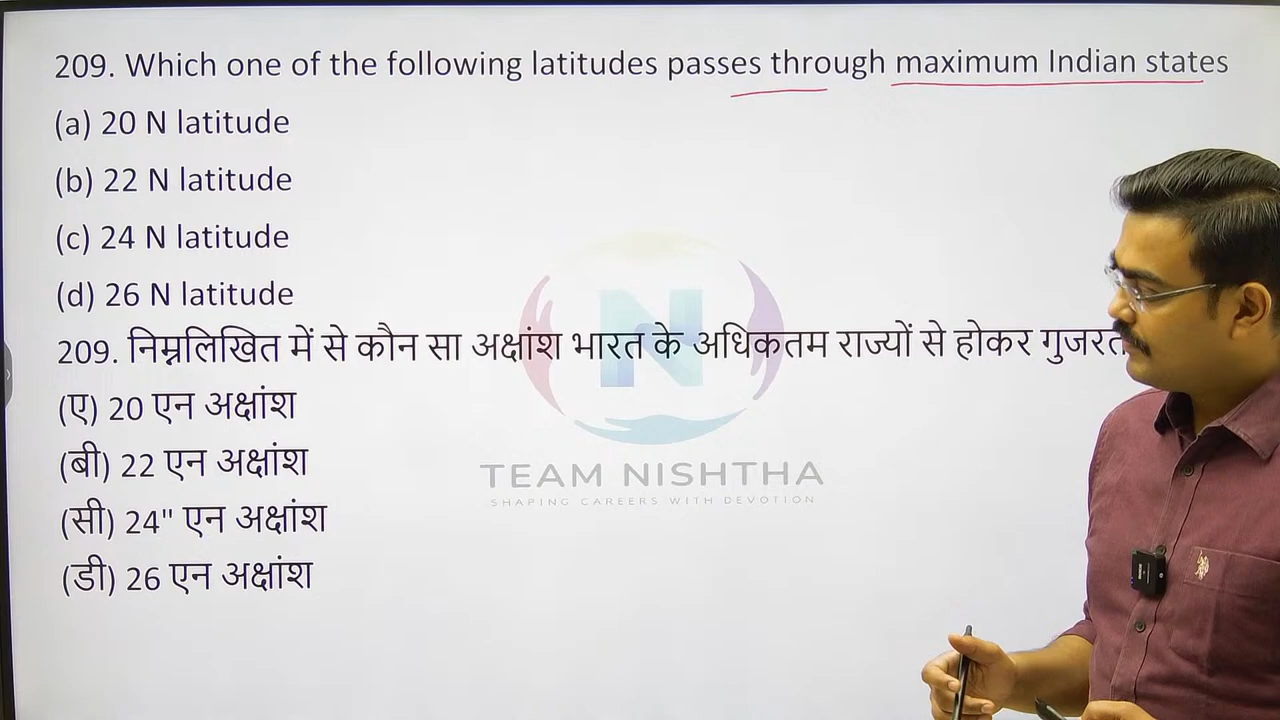 209. Which one of the following latitudes passes through maximum Indian states
(a) 20 N latitude
(b) 22 N latitude
(c) 24 N latitude
(d) 26 N latitude
209. निम्नलिखित में से कौन सा अक्षांश भारत के अधिकतम राज्यों से होकर गुजरत
(ए) 20 एन अक्षांश
(बी) 22 एन अक्षांश
(सी) 24" एन अक्षांश
(डी) 26 एन अक्षांश
N
TEAM NISHTHA
SHAPING CAREERS WITH DEVOTION